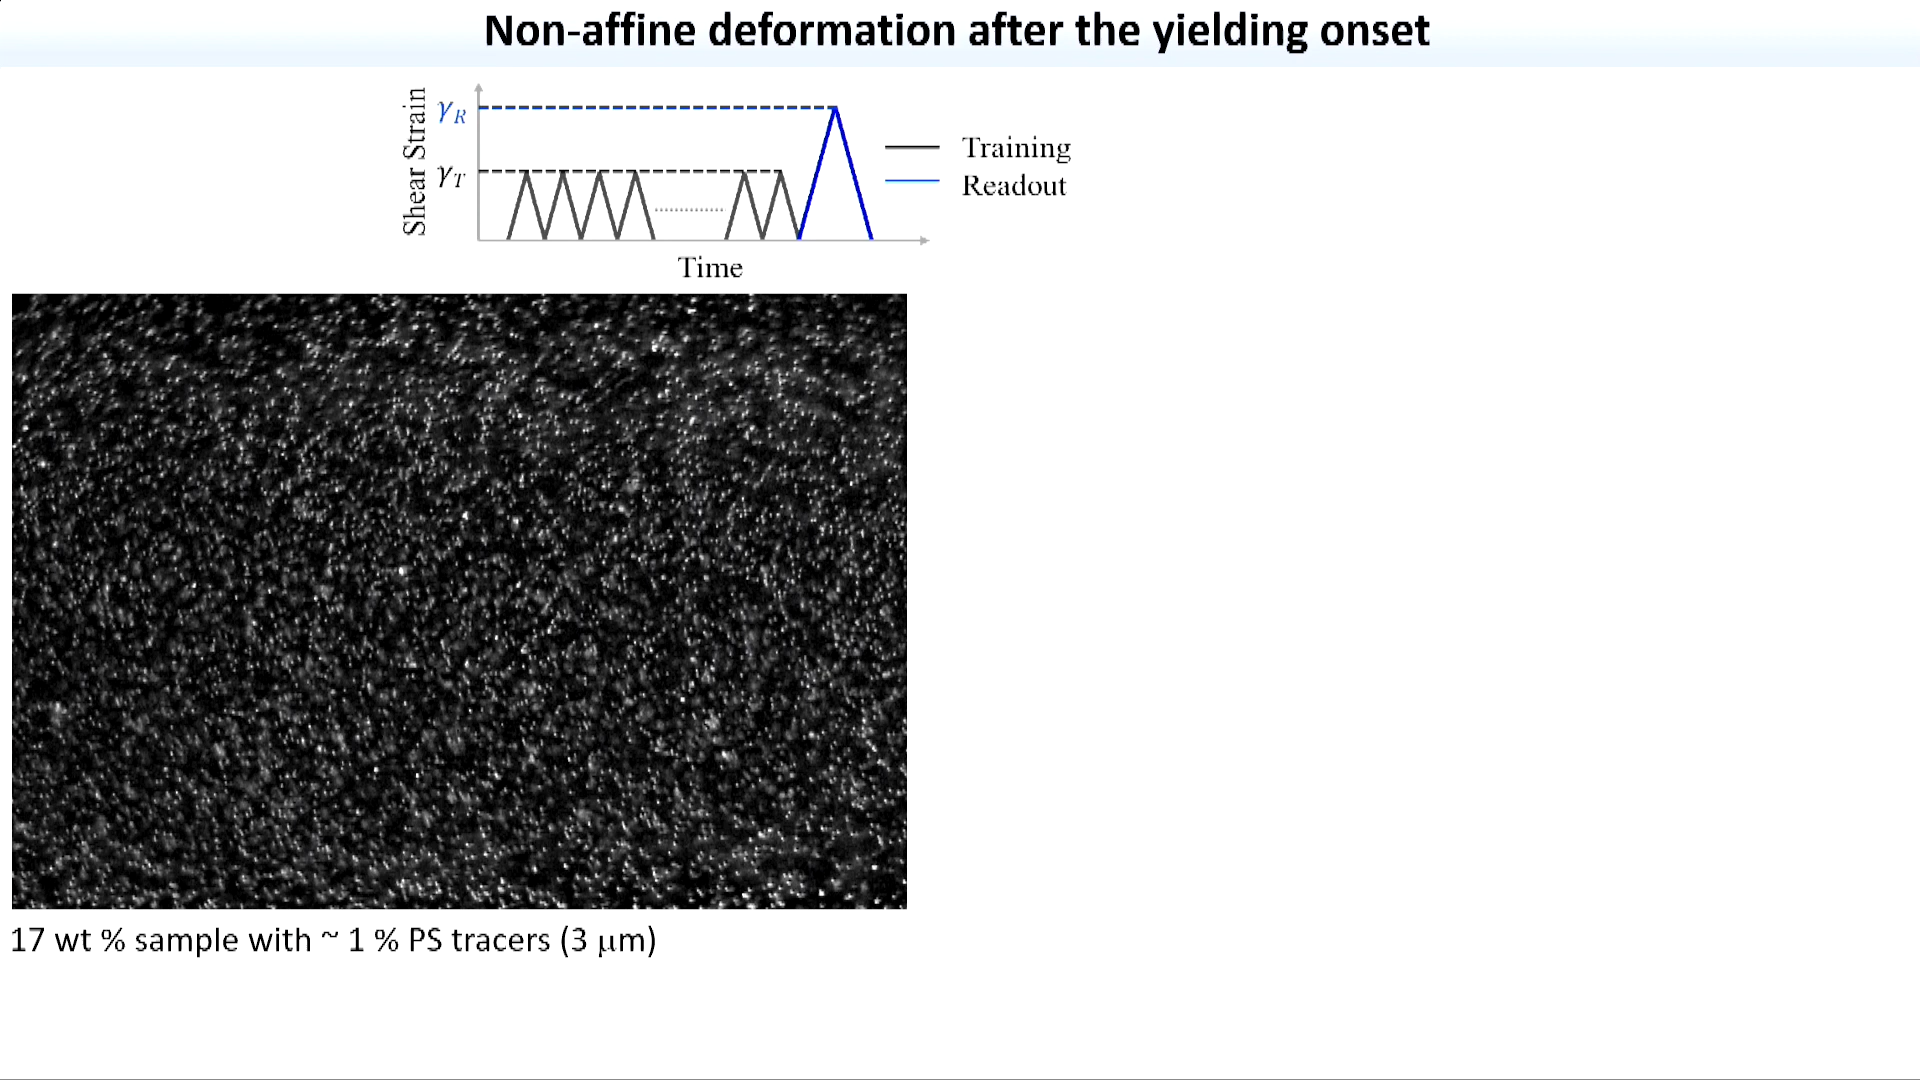 Non-affine deformation after the yielding onset
Shear Strain
γR
γT
Training
Readout
Time
17 wt % sample with ~ 1 % PS tracers (3 μm)